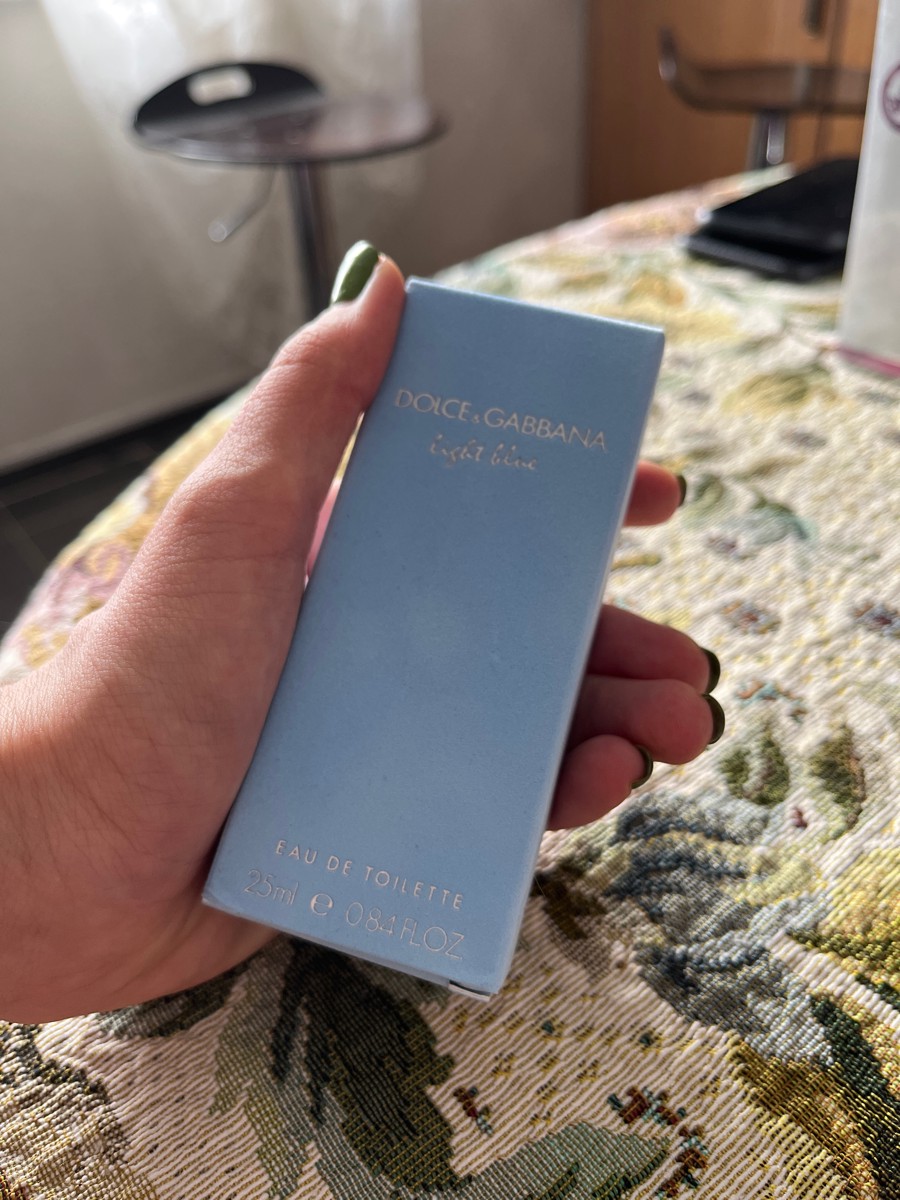 DOLCE & GABBANA
light blue
EAU DE TOILETTE
25ml ℮ 0.84 FL.OZ